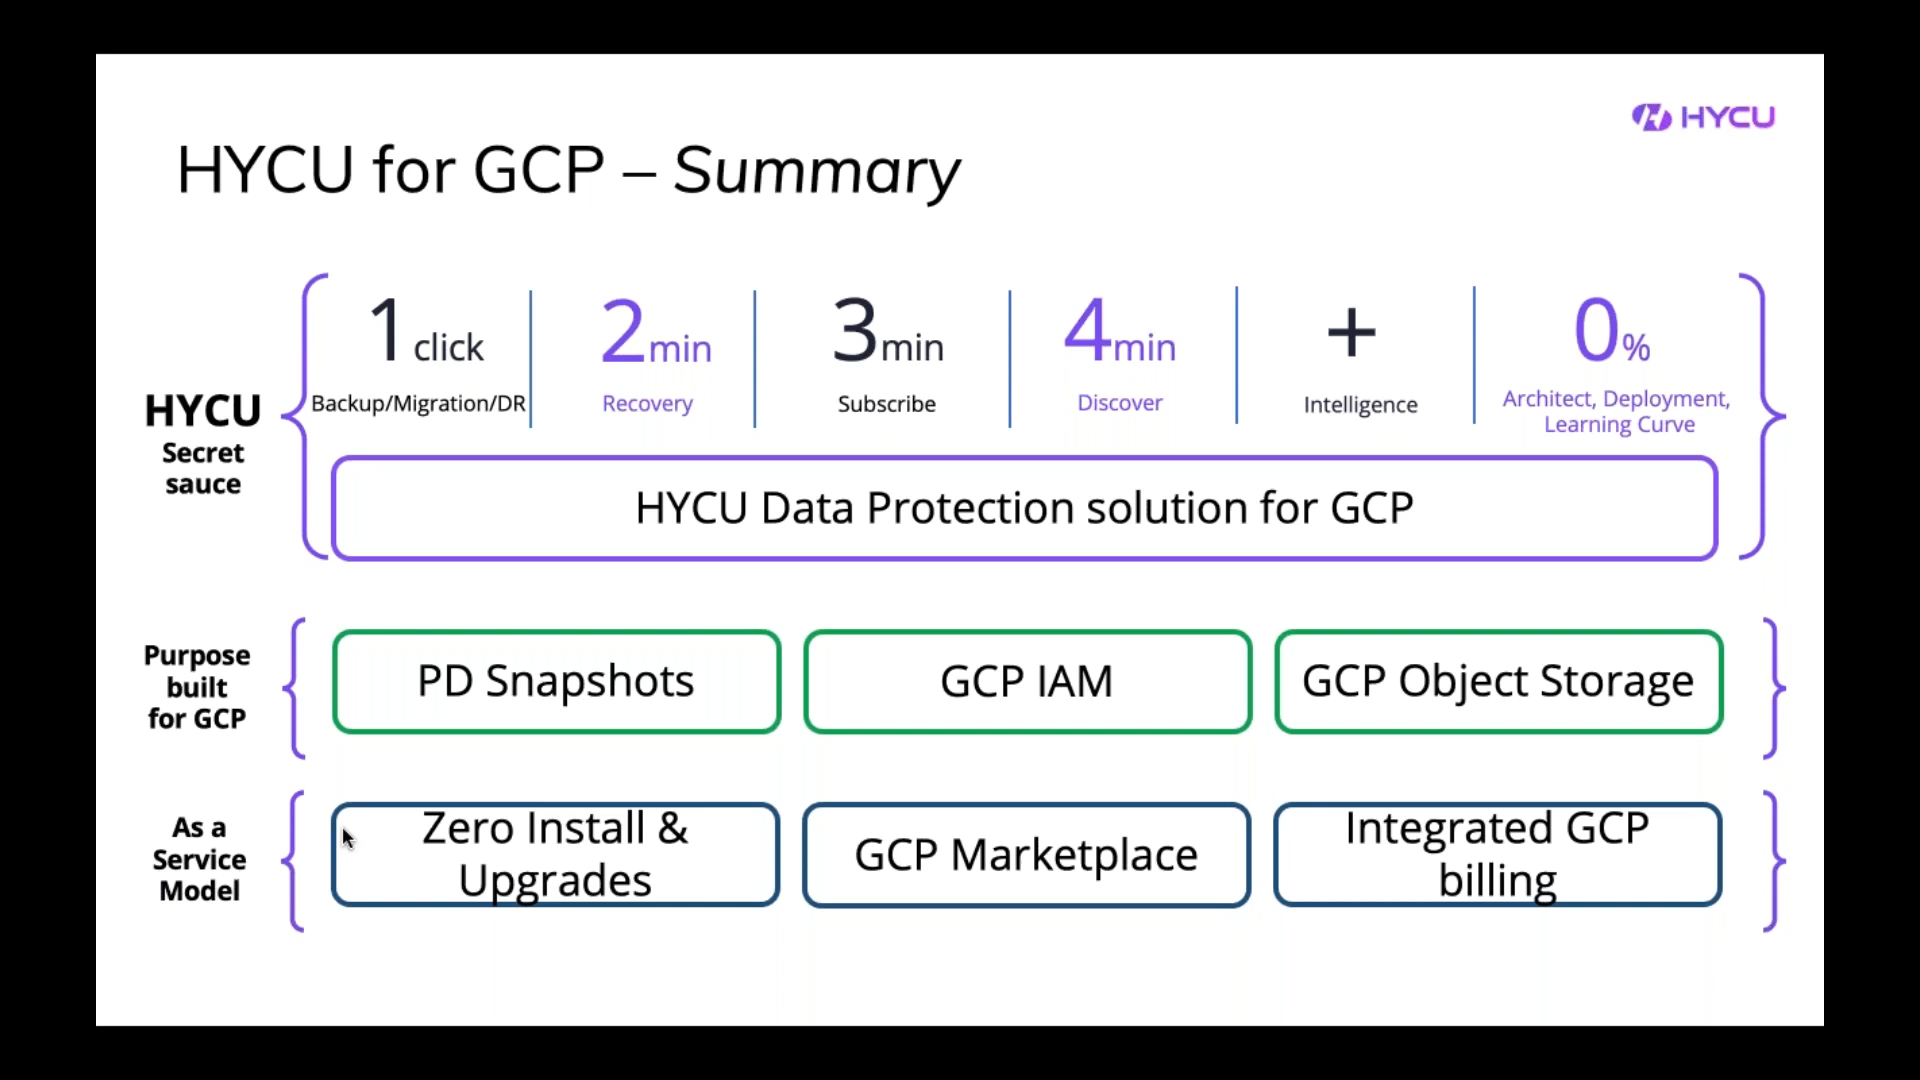 HYCU
HYCU for GCP – Summary
1 click
Backup/Migration/DR
2min
Recovery
3min
Subscribe
4min
Discover
+
Intelligence
0%
Architect, Deployment,
Learning Curve
HYCU
Secret
sauce
HYCU Data Protection solution for GCP
Purpose
built
for GCP
PD Snapshots
GCP IAM
GCP Object Storage
As a
Service
Model
Zero Install &
Upgrades
GCP Marketplace
Integrated GCP
billing